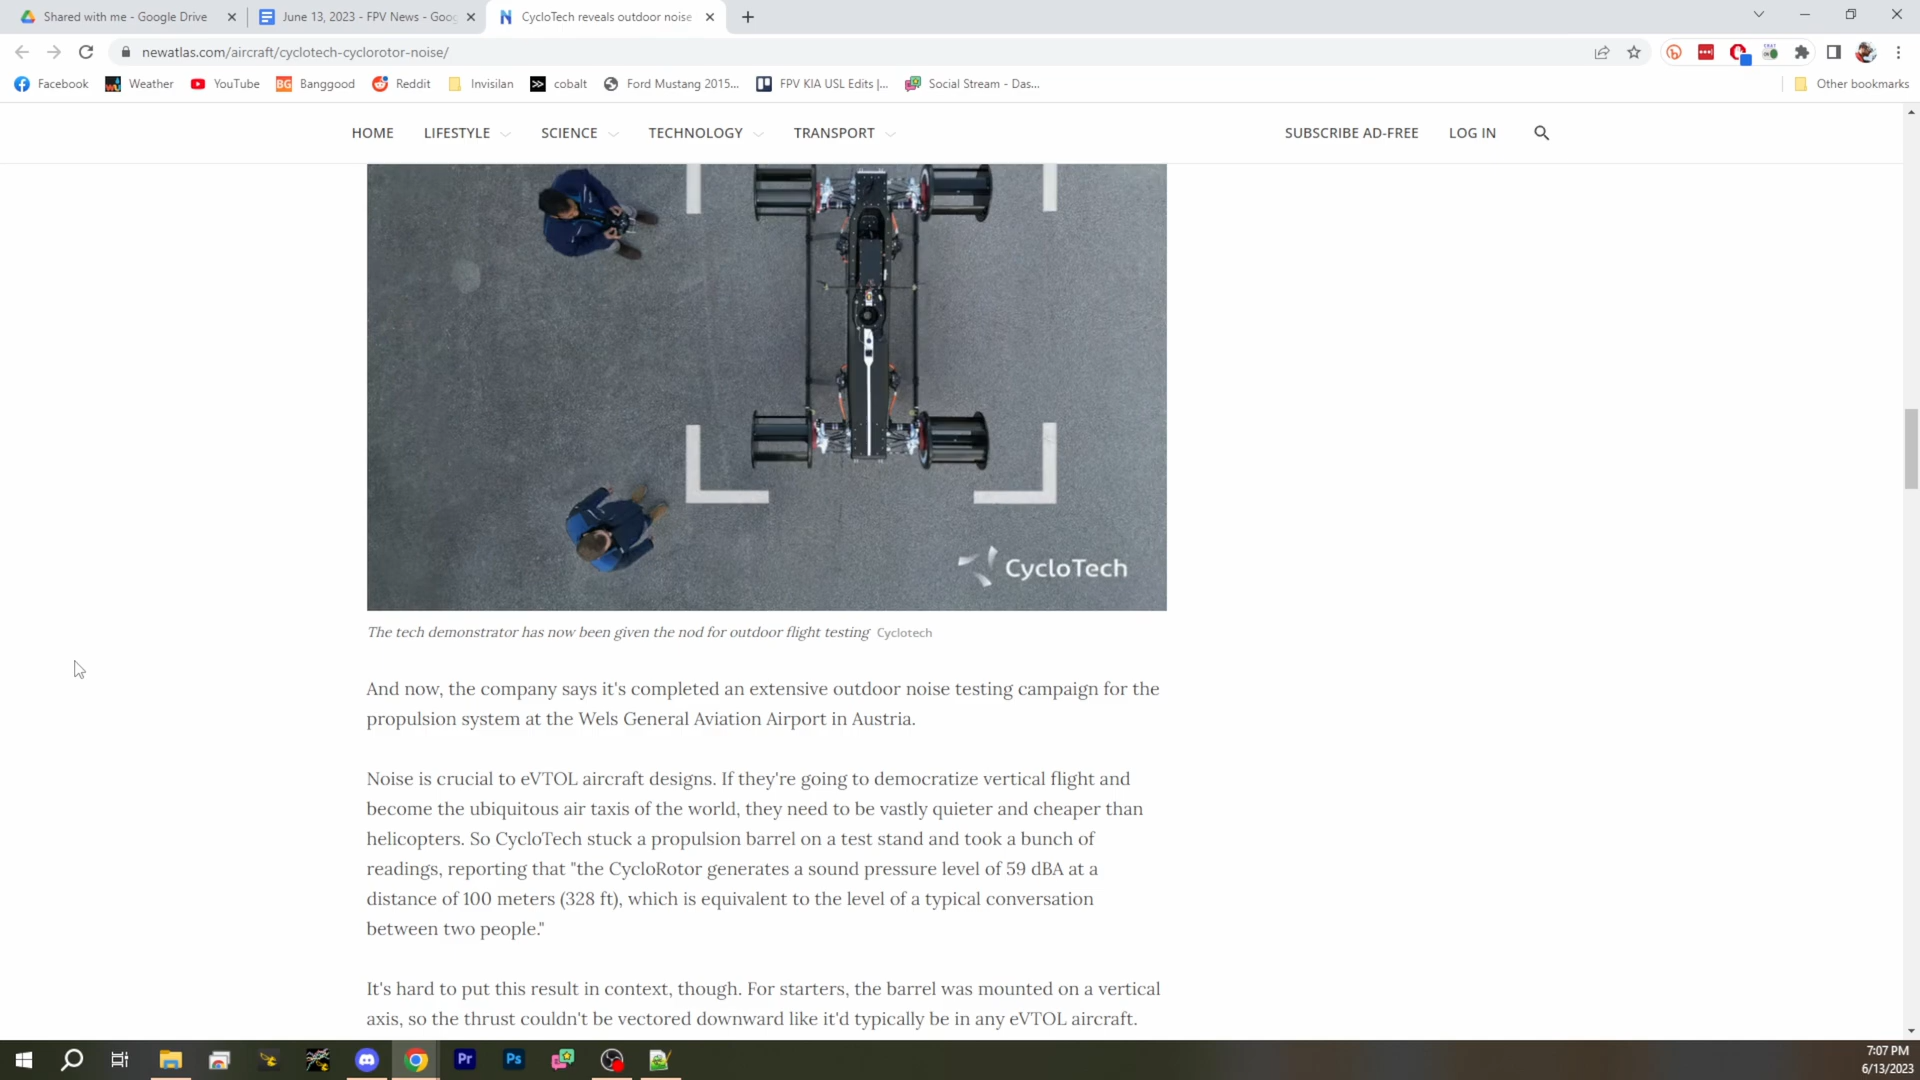 Shared with me - Google Drive
June 13, 2023 - FPV News - Goog
CycloTech reveals outdoor noise
newatlas.com/aircraft/cyclotech-cyclorotor-noise/
Facebook
Weather
YouTube
BG Banggood
Reddit
Invisilan
cobalt
Ford Mustang 2015...
FPV KIA USL Edits |...
Social Stream - Das...
Other bookmarks
HOME
LIFESTYLE
SCIENCE
TECHNOLOGY
TRANSPORT
SUBSCRIBE AD-FREE
LOG IN
CycloTech
The tech demonstrator has now been given the nod for outdoor flight testing Cyclotech
And now, the company says it's completed an extensive outdoor noise testing campaign for the
propulsion system at the Wels General Aviation Airport in Austria.
Noise is crucial to eVTOL aircraft designs. If they're going to democratize vertical flight and
become the ubiquitous air taxis of the world, they need to be vastly quieter and cheaper than
helicopters. So CycloTech stuck a propulsion barrel on a test stand and took a bunch of
readings, reporting that "the CycloRotor generates a sound pressure level of 59 dBA at a
distance of 100 meters (328 ft), which is equivalent to the level of a typical conversation
between two people."
It's hard to put this result in context, though. For starters, the barrel was mounted on a vertical
axis, so the thrust couldn't be vectored downward like it'd typically be in any eVTOL aircraft.
Pr
Ps
7:07 PM
6/13/2023